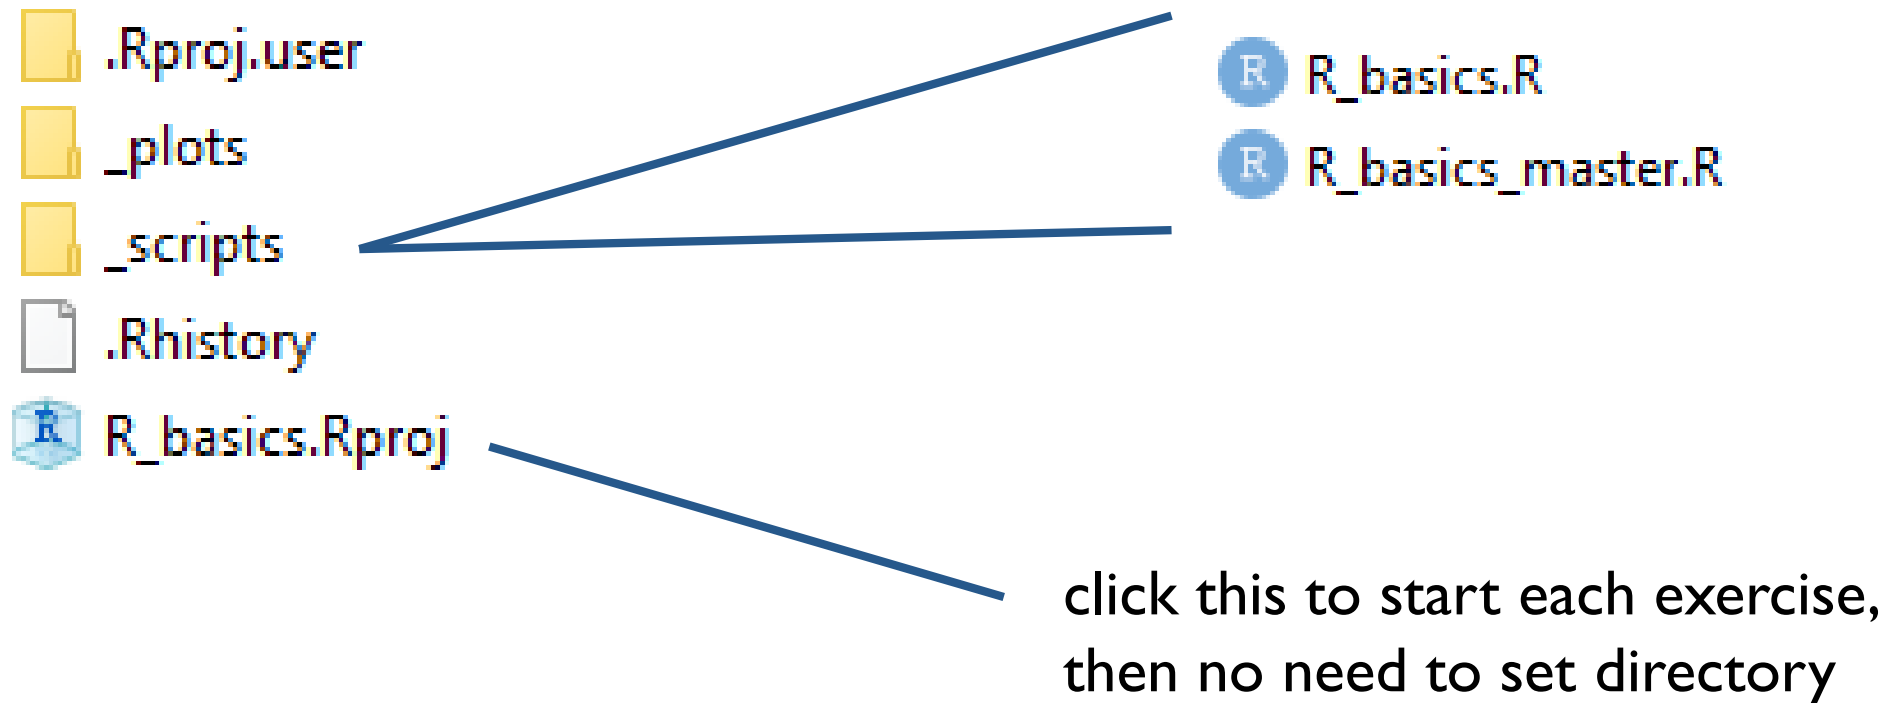 .Rproj.user
_plots
_scripts
.Rhistory
R_basics.Rproj
R R_basics.R
R R_basics_master.R
click this to start each exercise,
then no need to set directory